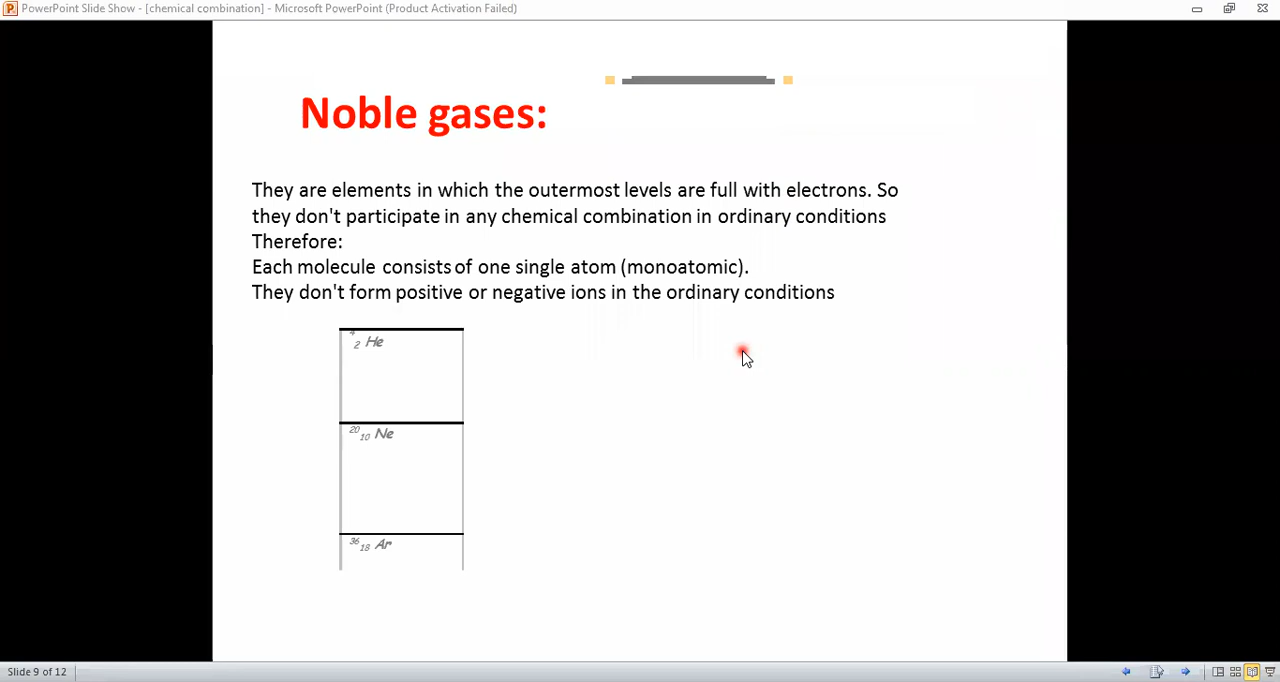 PowerPoint Slide Show - [chemical combination] - Microsoft PowerPoint (Product Activation Failed)
Noble gases:
They are elements in which the outermost levels are full with electrons. So
they don't participate in any chemical combination in ordinary conditions
Therefore:
Each molecule consists of one single atom (monoatomic).
They don't form positive or negative ions in the ordinary conditions
4 2 He
20 10 Ne
36 18 Ar
Slide 9 of 12